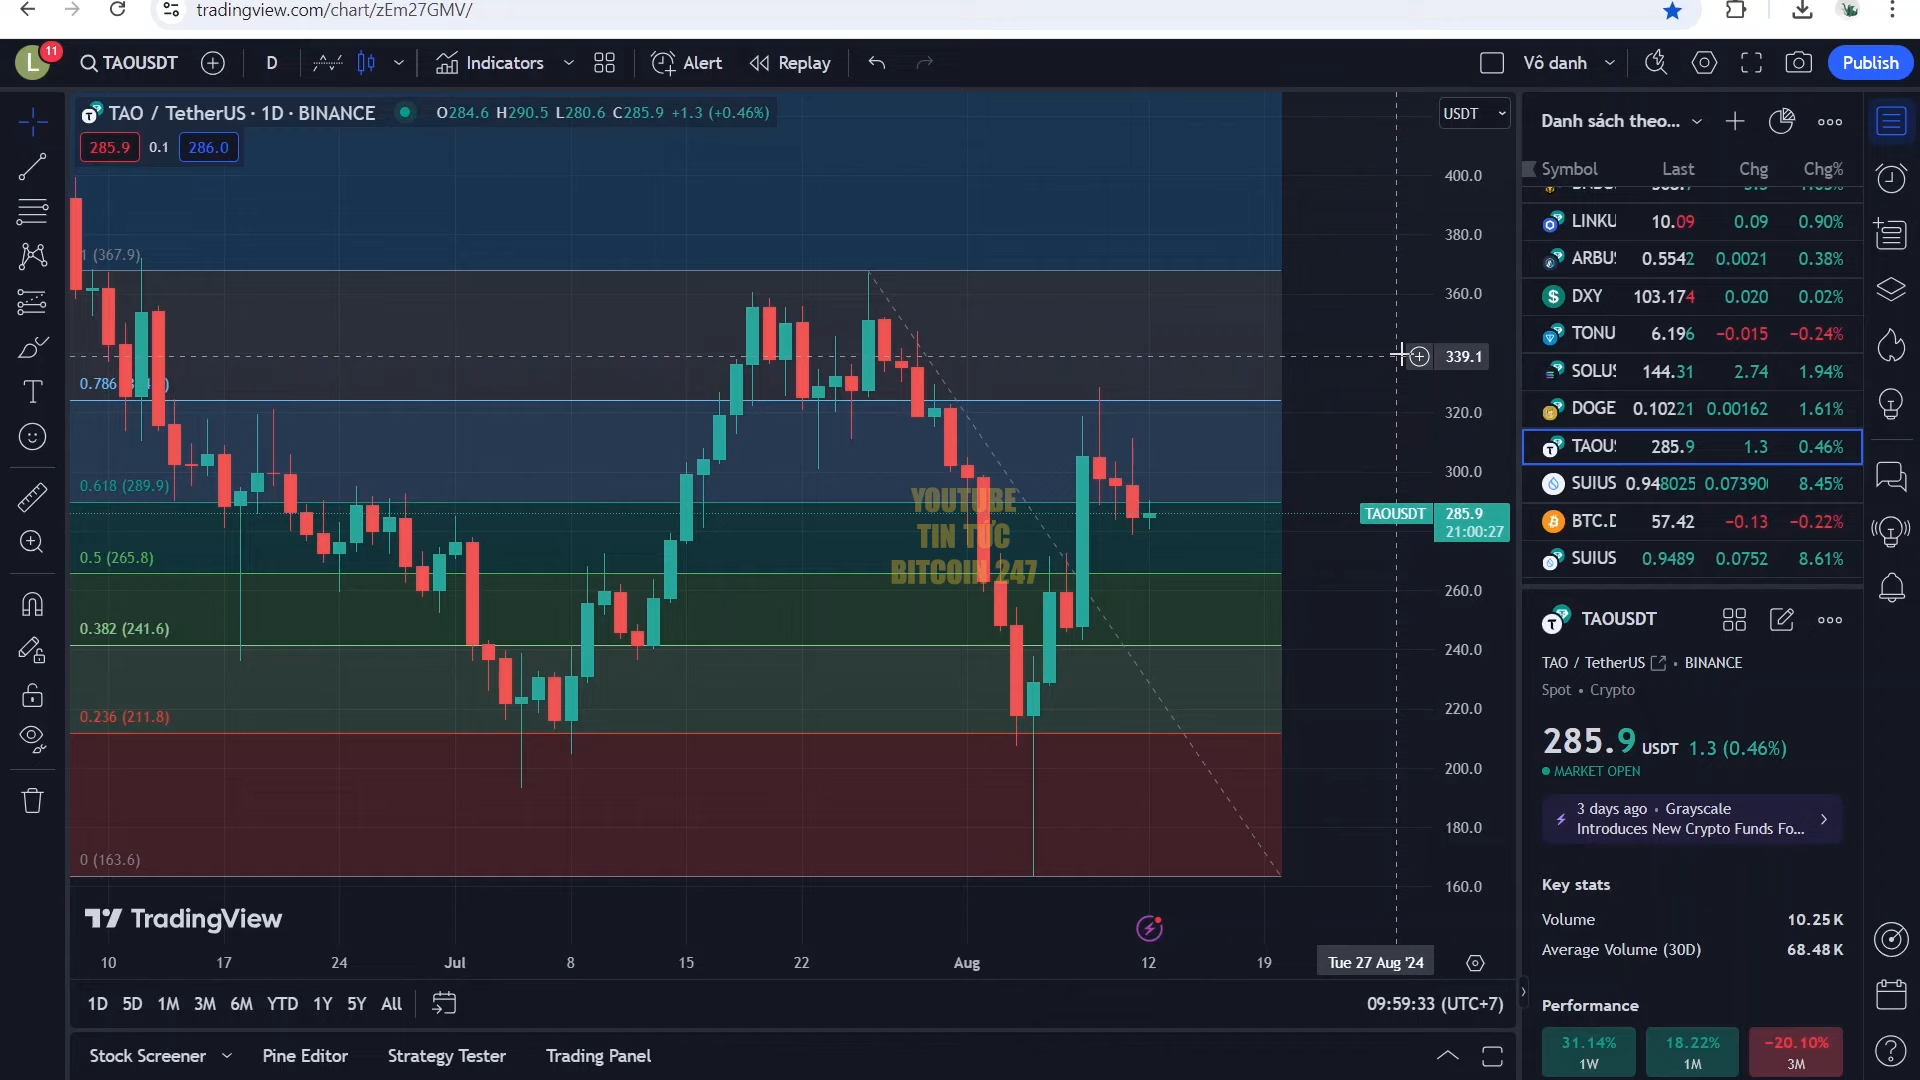 tradingview.com/chart/zEm27GMV/
L 11 TAOUSDT D Indicators Alert Replay Vô danh Publish
TAO / TetherUS · 1D · BINANCE O284.6 H290.5 L280.6 C285.9 +1.3 (+0.46%)
285.9 0.1 286.0
USDT
400.0
380.0
1 (367.9)
360.0
339.1
0.786
320.0
300.0
0.618 (289.9)
TAOUSDT 285.9
21:00:27
0.5 (265.8)
260.0
0.382 (241.6)
240.0
0.236 (211.8)
220.0
200.0
180.0
0 (163.6)
160.0
YOUTUBE
TIN TỨC
BITCOIN 247
TradingView
10 17 24 Jul 8 15 22 Aug 12 19 Tue 27 Aug '24
1D 5D 1M 3M 6M YTD 1Y 5Y All 09:59:33 (UTC+7)
Stock Screener Pine Editor Strategy Tester Trading Panel
Danh sách theo...
Symbol Last Chg Chg%
LINKU 10.09 0.09 0.90%
ARBUS 0.5542 0.0021 0.38%
DXY 103.174 0.020 0.02%
TONU 6.196 −0.015 −0.24%
SOLUS 144.31 2.74 1.94%
DOGE 0.10221 0.00162 1.61%
TAOUS 285.9 1.3 0.46%
SUIUS 0.948025 0.073900 8.45%
BTC.D 57.42 −0.13 −0.22%
SUIUS 0.9489 0.0752 8.61%
TAOUSDT
TAO / TetherUS • BINANCE
Spot • Crypto
285.9 USDT 1.3 (0.46%)
MARKET OPEN
3 days ago • Grayscale
Introduces New Crypto Funds Fo...
Key stats
Volume 10.25K
Average Volume (30D) 68.48K
Performance
31.14% 18.22% −20.10%
1W 1M 3M